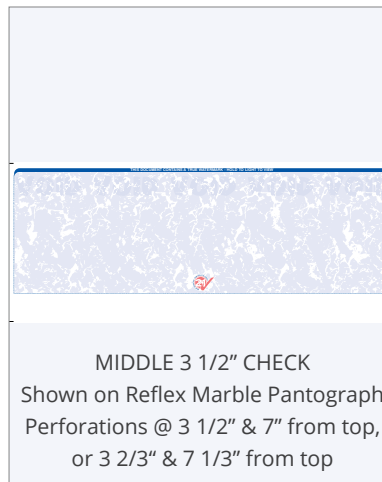 THIS DOCUMENT CONTAINS A TRUE WATERMARK - HOLD TO LIGHT TO VIEW
MIDDLE 3 1/2” CHECK
Shown on Reflex Marble Pantograph
Perforations @ 3 1/2” & 7” from top,
or 3 2/3“ & 7 1/3” from top